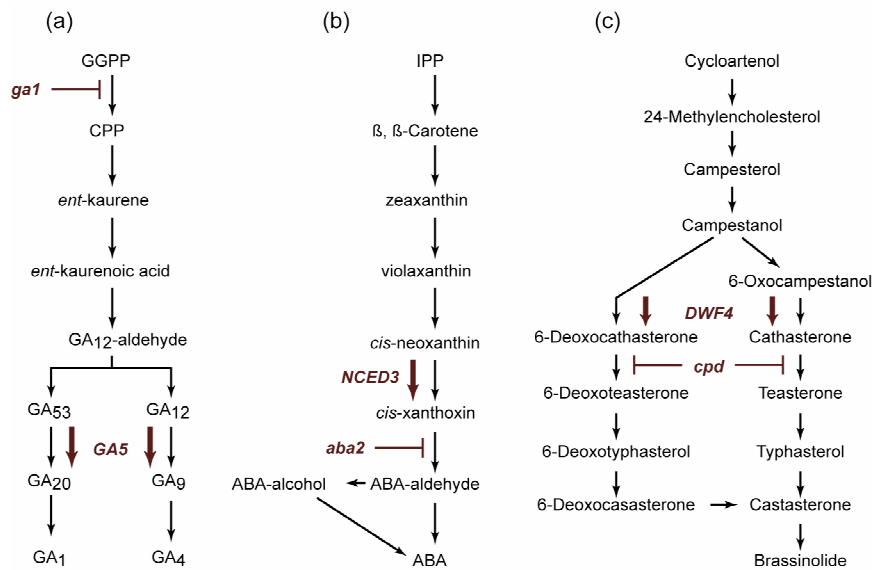 (a)
GGPP
ga1
CPP
ent-kaurene
ent-kaurenoic acid
GA12-aldehyde
GA53 GA12
GA5
GA20 GA9
GA1 GA4
(b)
IPP
ß, ß-Carotene
zeaxanthin
violaxanthin
cis-neoxanthin
NCED3
cis-xanthoxin
aba2
ABA-alcohol ABA-aldehyde
ABA
(c)
Cycloartenol
24-Methylencholesterol
Campesterol
Campestanol
6-Oxocampestanol
DWF4
6-Deoxocathasterone Cathasterone
cpd
6-Deoxoteasterone Teasterone
6-Deoxotyphasterol Typhasterol
6-Deoxocasasterone Castasterone
Brassinolide